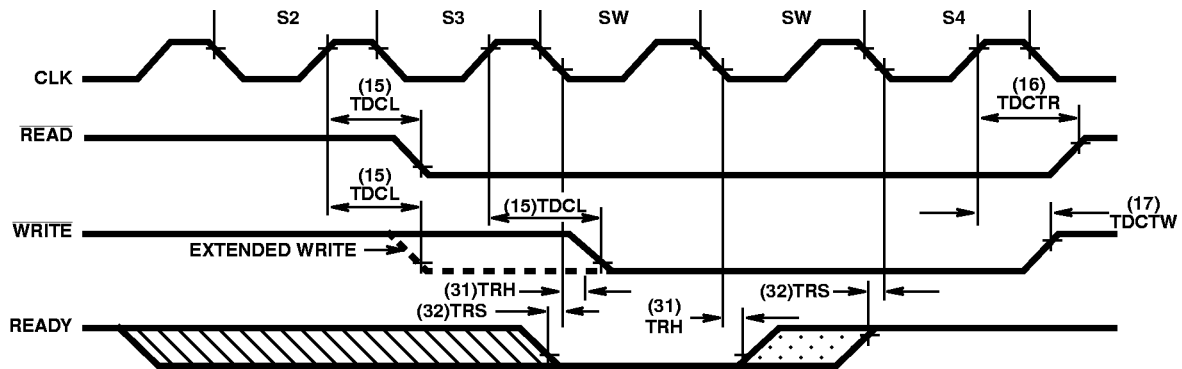 S2 S3 SW SW S4
CLK
(15)
TDCL
(16)
TDCTR
READ
(15)
TDCL
(15)TDCL
(17)
TDCTW
WRITE
EXTENDED WRITE
(31)TRH
(32)TRS
(31)
TRH
(32)TRS
READY